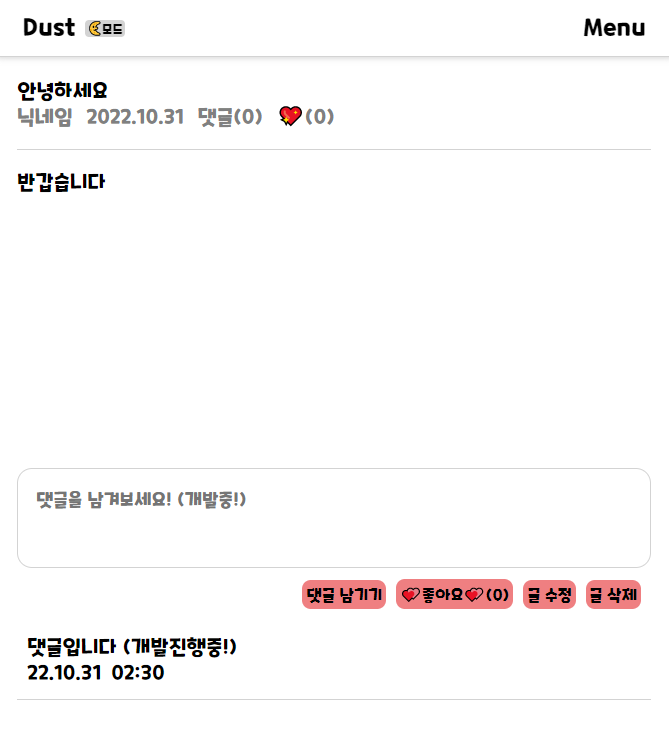 Dust 🌜모드 Menu
안녕하세요
닉네임 2022.10.31 댓글(0) 💖(0)
반갑습니다
댓글을 남겨보세요! (개발중!)
댓글 남기기 💞좋아요💞(0) 글 수정 글 삭제
댓글입니다 (개발진행중!)
22.10.31 02:30